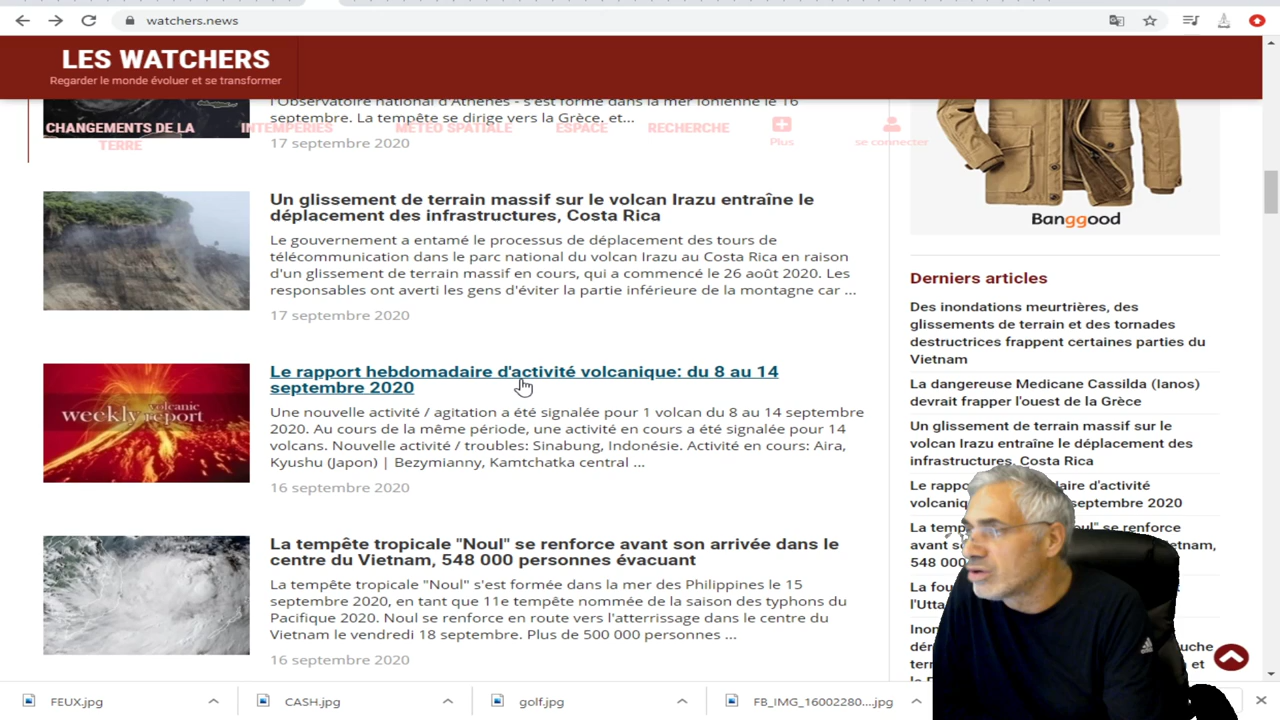 watchers.news
LES WATCHERS
Regarder le monde évoluer et se transformer
l'Observatoire national d'Athènes - s'est formé dans la mer Ionienne le 16
septembre. La tempête se dirige vers la Grèce. et...
CHANGEMENTS DE LA
TERRE
INTEMPÉRIES
MÉTÉO SPATIALE
ESPACE
RECHERCHE
Plus
se connecter
17 septembre 2020
Un glissement de terrain massif sur le volcan Irazu entraîne le
déplacement des infrastructures, Costa Rica
Le gouvernement a entamé le processus de déplacement des tours de
télécommunication dans le parc national du volcan Irazu au Costa Rica en raison
d'un glissement de terrain massif en cours, qui a commencé le 26 août 2020. Les
responsables ont averti les gens d'éviter la partie inférieure de la montagne car ...
17 septembre 2020
weekly volcanic report
Le rapport hebdomadaire d'activité volcanique: du 8 au 14
septembre 2020
Une nouvelle activité / agitation a été signalée pour 1 volcan du 8 au 14 septembre
2020. Au cours de la même période, une activité en cours a été signalée pour 14
volcans. Nouvelle activité / troubles: Sinabung, Indonésie. Activité en cours: Aira,
Kyushu (Japon) | Bezymianny, Kamtchatka central ...
16 septembre 2020
La tempête tropicale "Noul" se renforce avant son arrivée dans le
centre du Vietnam, 548 000 personnes évacuant
La tempête tropicale "Noul" s'est formée dans la mer des Philippines le 15
septembre 2020, en tant que 11e tempête nommée de la saison des typhons du
Pacifique 2020. Noul se renforce en route vers l'atterrissage dans le centre du
Vietnam le vendredi 18 septembre. Plus de 500 000 personnes ...
16 septembre 2020
Banggood
Derniers articles
Des inondations meurtrières, des
glissements de terrain et des tornades
destructrices frappent certaines parties du
Vietnam
La dangereuse Medicane Cassilda (Ianos)
devrait frapper l'ouest de la Grèce
Un glissement de terrain massif sur le
volcan Irazu entraîne le déplacement des
infrastructures, Costa Rica
Le d'activité
septembre 2020
La se renforce
avant
548 000
La
FEUX.jpg
CASH.jpg
golf.jpg
FB_IMG_16002280....jpg